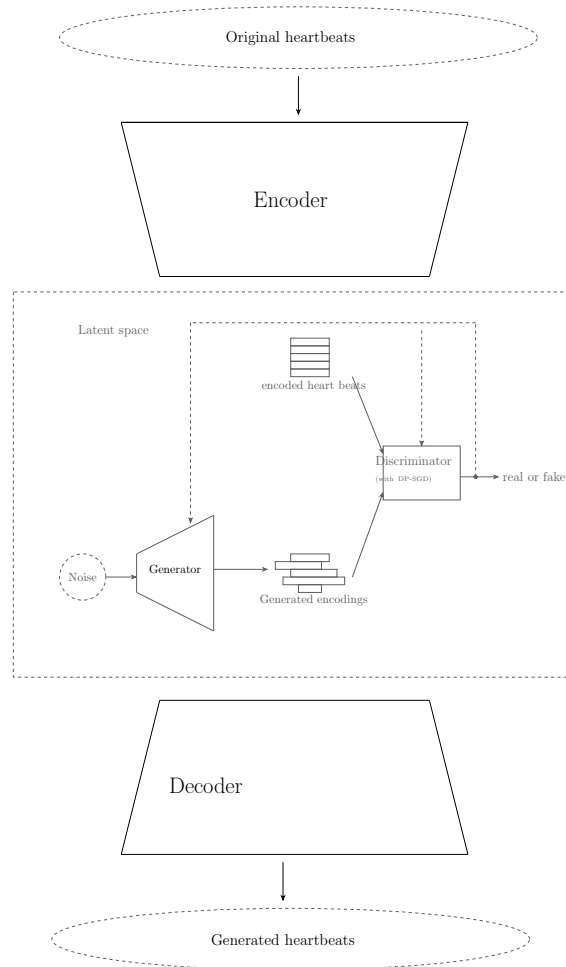 Original heartbeats
Encoder
Latent space
encoded heart beats
Discriminator
(with DP-SGD)
real or fake
Noise
Generator
Generated encodings
Decoder
Generated heartbeats